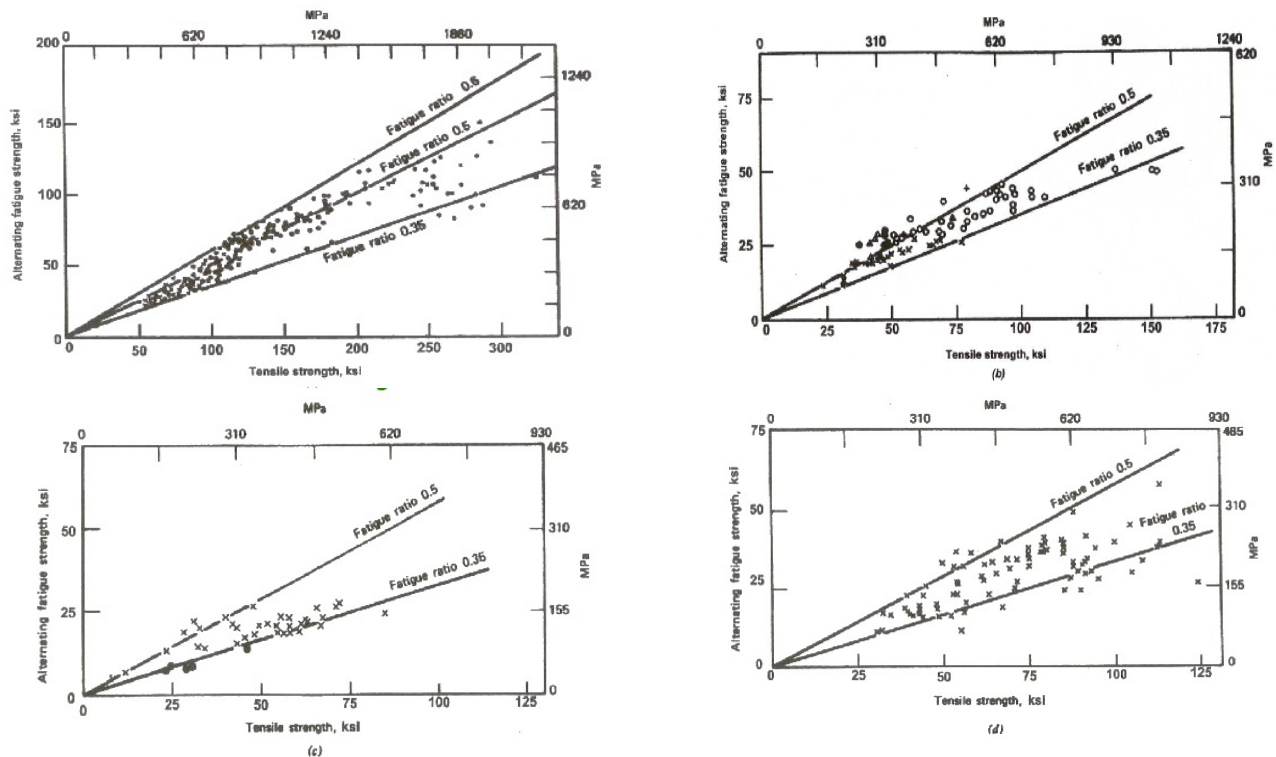 MPa
0 620 1240 1860
200
150
100
50
0
Alternating fatigue strength, ksi
Fatigue ratio 0.6
Fatigue ratio 0.5
Fatigue ratio 0.35
1240
620
0
MPa
0 50 100 150 200 250 300
Tensile strength, ksi
MPa
0 310 620 930 1240
75
50
25
0
Alternating fatigue strength, ksi
Fatigue ratio 0.5
Fatigue ratio 0.35
620
310
0
MPa
25 50 75 100 125 150 175
0
Tensile strength, ksi
(b)
MPa
0 310 620 930
75
50
25
0
Alternating fatigue strength, ksi
Fatigue ratio 0.5
Fatigue ratio 0.35
465
310
155
0
MPa
0 25 50 75 100 125
Tensile strength, ksi
(c)
MPa
0 310 620 930
75
50
25
0
Alternating fatigue strength, ksi
Fatigue ratio 0.5
Fatigue ratio
0.35
465
310
155
0
MPa
0 25 50 75 100 125
Tensile strength, ksi
(d)